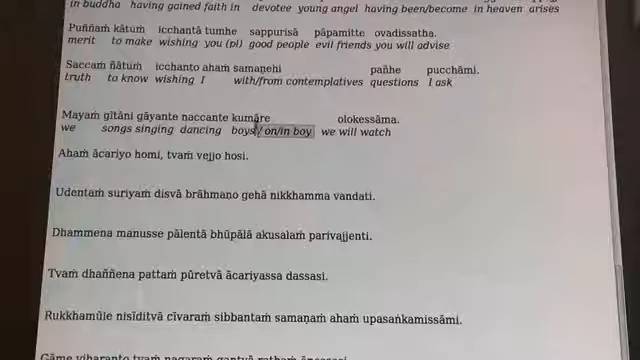 in buddha having gained faith in devotee young angel having been/become in heaven arises
Puññaṁ kātuṁ icchantā tumhe sappurisā pāpamitte ovadissatha.
merit to make wishing you (pl) good people evil friends you will advise
Saccaṁ ñātuṁ icchanto ahaṁ samaṇehi pañhe pucchāmi.
truth to know wishing I with/from contemplatives questions I ask
Mayaṁ gītāni gāyante naccante kumāre olokessāma.
we songs singing dancing boys / on/in boy we will watch
Ahaṁ ācariyo homi, tvaṁ vejjo hosi.
Udentaṁ suriyaṁ disvā brāhmaṇo gehā nikkhamma vandati.
Dhammena manusse pālentā bhūpālā akusalaṁ parivajjenti.
Tvaṁ dhaññena pattaṁ pūretvā ācariyassa dassasi.
Rukkhamūle nisīditvā cīvaraṁ sibbantaṁ samaṇaṁ ahaṁ upasaṅkamissāmi.
Gāme viharanto tvaṁ nagaraṁ gantvā